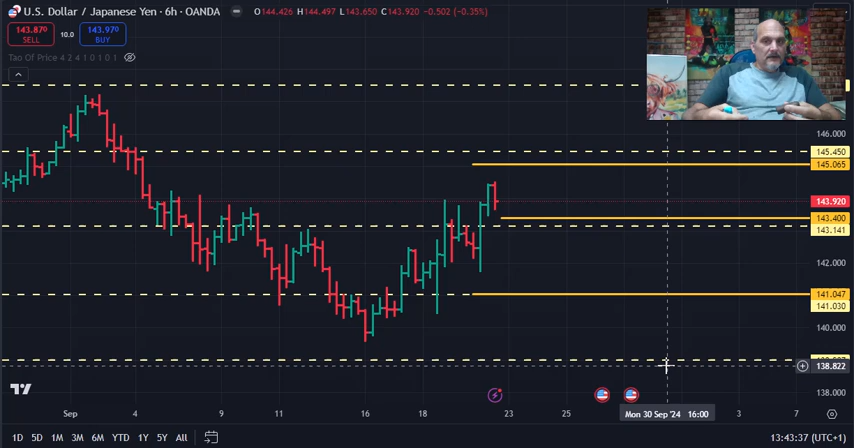 U.S. Dollar / Japanese Yen · 6h · OANDA O144.426 H144.497 L143.650 C143.920 -0.502 (-0.35%)
143.870 SELL 10.0 143.970 BUY
Tao Of Price 4 2 4 1 0 1 0 1
146.000
145.450
145.065
143.920
143.400
143.141
142.000
141.047
141.030
140.000
138.822
138.000
Sep 4 9 11 16 18 23 25 Mon 30 Sep '24 16:00 3 7
1D 5D 1M 3M 6M YTD 1Y 5Y All 13:43:37 (UTC+1)